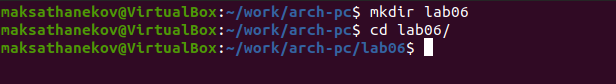 maksathanekov@VirtualBox:~/work/arch-pc$ mkdir lab06
maksathanekov@VirtualBox:~/work/arch-pc$ cd lab06/
maksathanekov@VirtualBox:~/work/arch-pc/lab06$